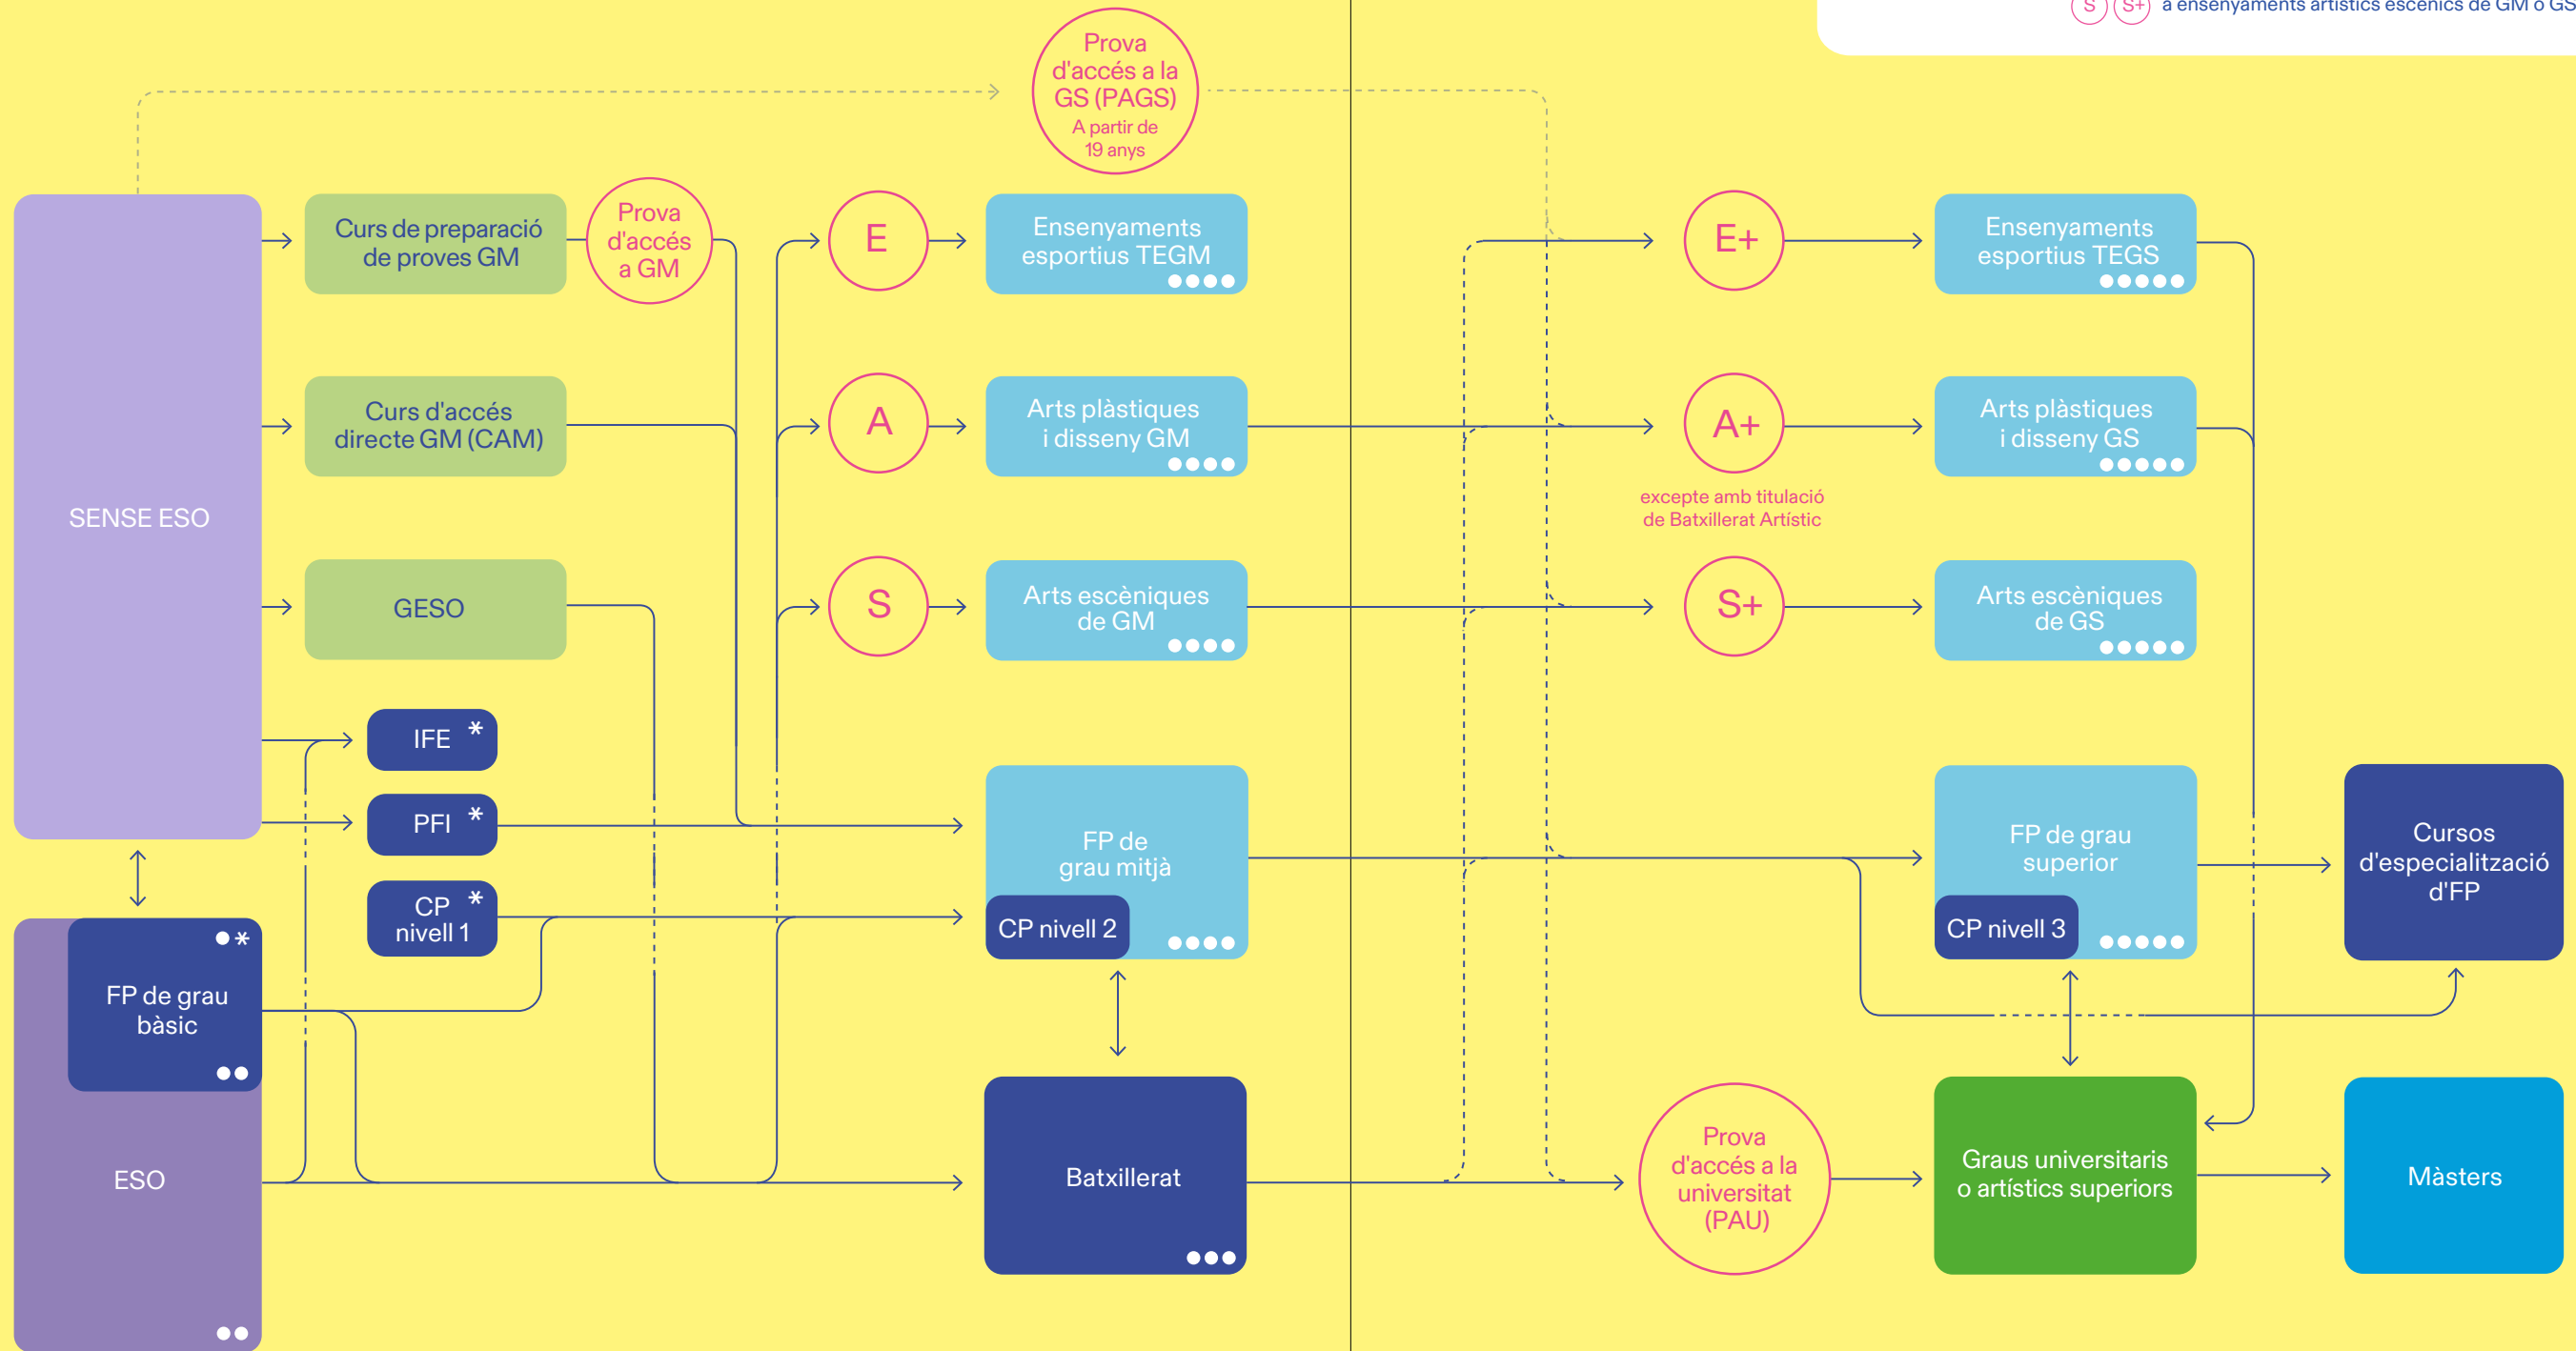 S S+ a ensenyaments artístics escènics de GM o GS
Prova
d'accés a la
GS (PAGS)
A partir de
19 anys
SENSE ESO
Curs de preparació
de proves GM
Prova
d'accés
a GM
E
Ensenyaments
esportius TEGM
E+
Ensenyaments
esportius TEGS
Curs d'accés
directe GM (CAM)
A
Arts plàstiques
i disseny GM
A+
excepte amb titulació
de Batxillerat Artístic
Arts plàstiques
i disseny GS
GESO
S
Arts escèniques
de GM
S+
Arts escèniques
de GS
IFE *
PFI *
CP *
nivell 1
FP de
grau mitjà
CP nivell 2
FP de grau
superior
CP nivell 3
Cursos
d'especialització
d'FP
*
FP de grau
bàsic
ESO
Batxillerat
Prova
d'accés a la
universitat
(PAU)
Graus universitaris
o artístics superiors
Màsters